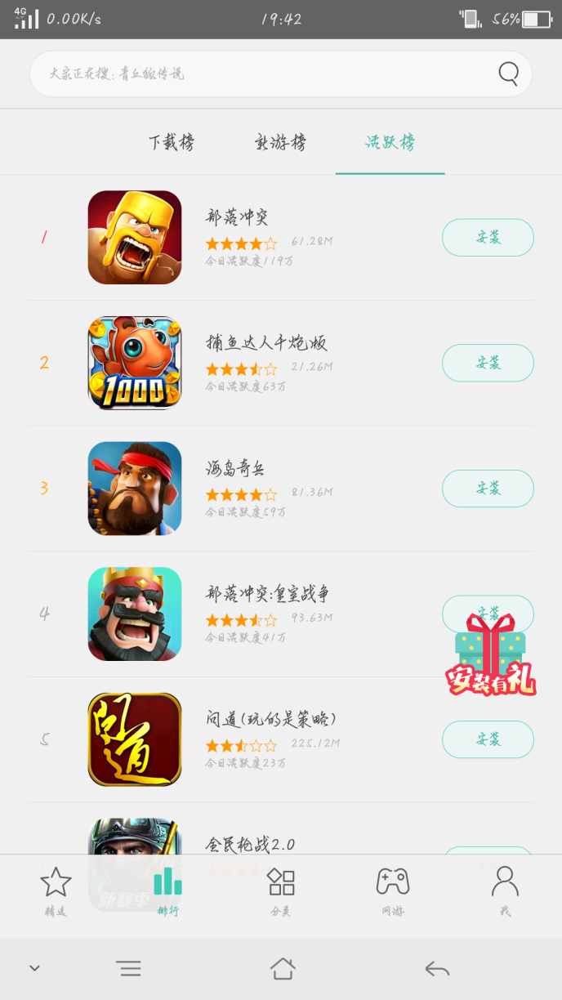 4G 0.00K/s 19:42 56%
大家正在搜: 青丘狐传说
下载榜 新游榜 活跃榜
1
部落冲突
61.28M
今日活跃度119万
安装
2
1000
捕鱼达人千炮版
21.26M
今日活跃度63万
安装
3
海岛奇兵
81.36M
今日活跃度59万
安装
4
部落冲突:皇室战争
93.63M
今日活跃度41万
安装
安装有礼
5
问道
问道(玩的是策略)
225.12M
今日活跃度23万
安装
全民枪战2.0
新赛季
精选 排行 分类 网游 我